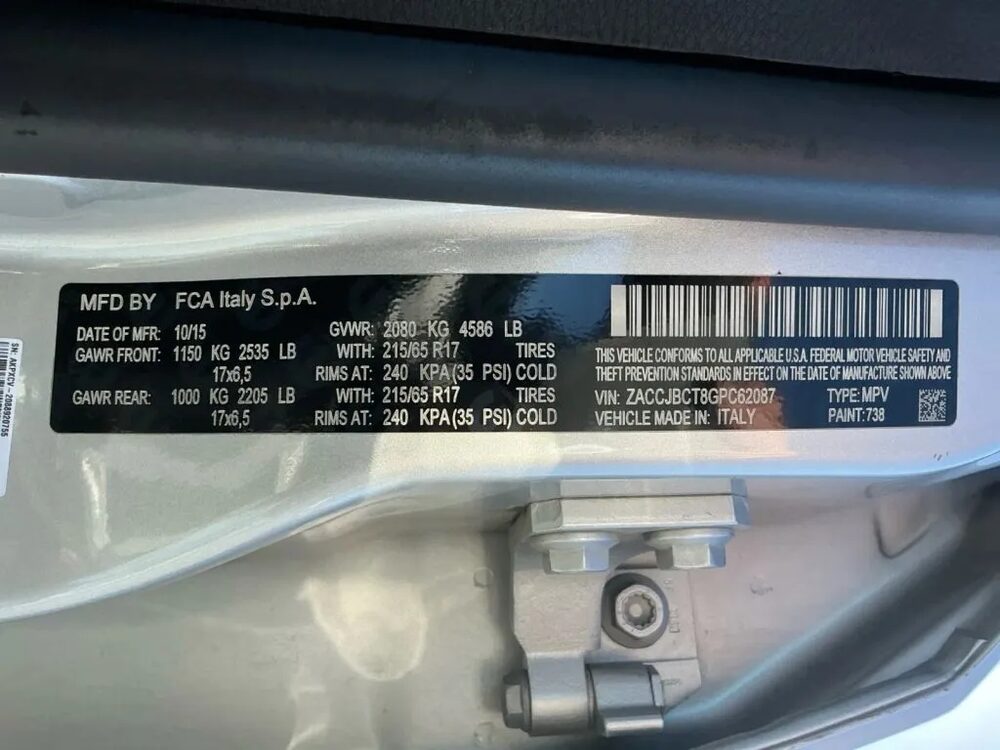 MFD BY FCA Italy S.p.A.
DATE OF MFR: 10/15 GVWR: 2080 KG 4586 LB
GAWR FRONT: 1150 KG 2535 LB WITH: 215/65 R17 TIRES
17x6,5 RIMS AT: 240 KPA(35 PSI) COLD
GAWR REAR: 1000 KG 2205 LB WITH: 215/65 R17 TIRES
17x6,5 RIMS AT: 240 KPA(35 PSI) COLD
THIS VEHICLE CONFORMS TO ALL APPLICABLE U.S.A. FEDERAL MOTOR VEHICLE SAFETY AND
THEFT PREVENTION STANDARDS IN EFFECT ON THE DATE OF MANUFACTURE SHOWN ABOVE
VIN: ZACCJBCT8GPC62087 TYPE: MPV
VEHICLE MADE IN: ITALY PAINT:738